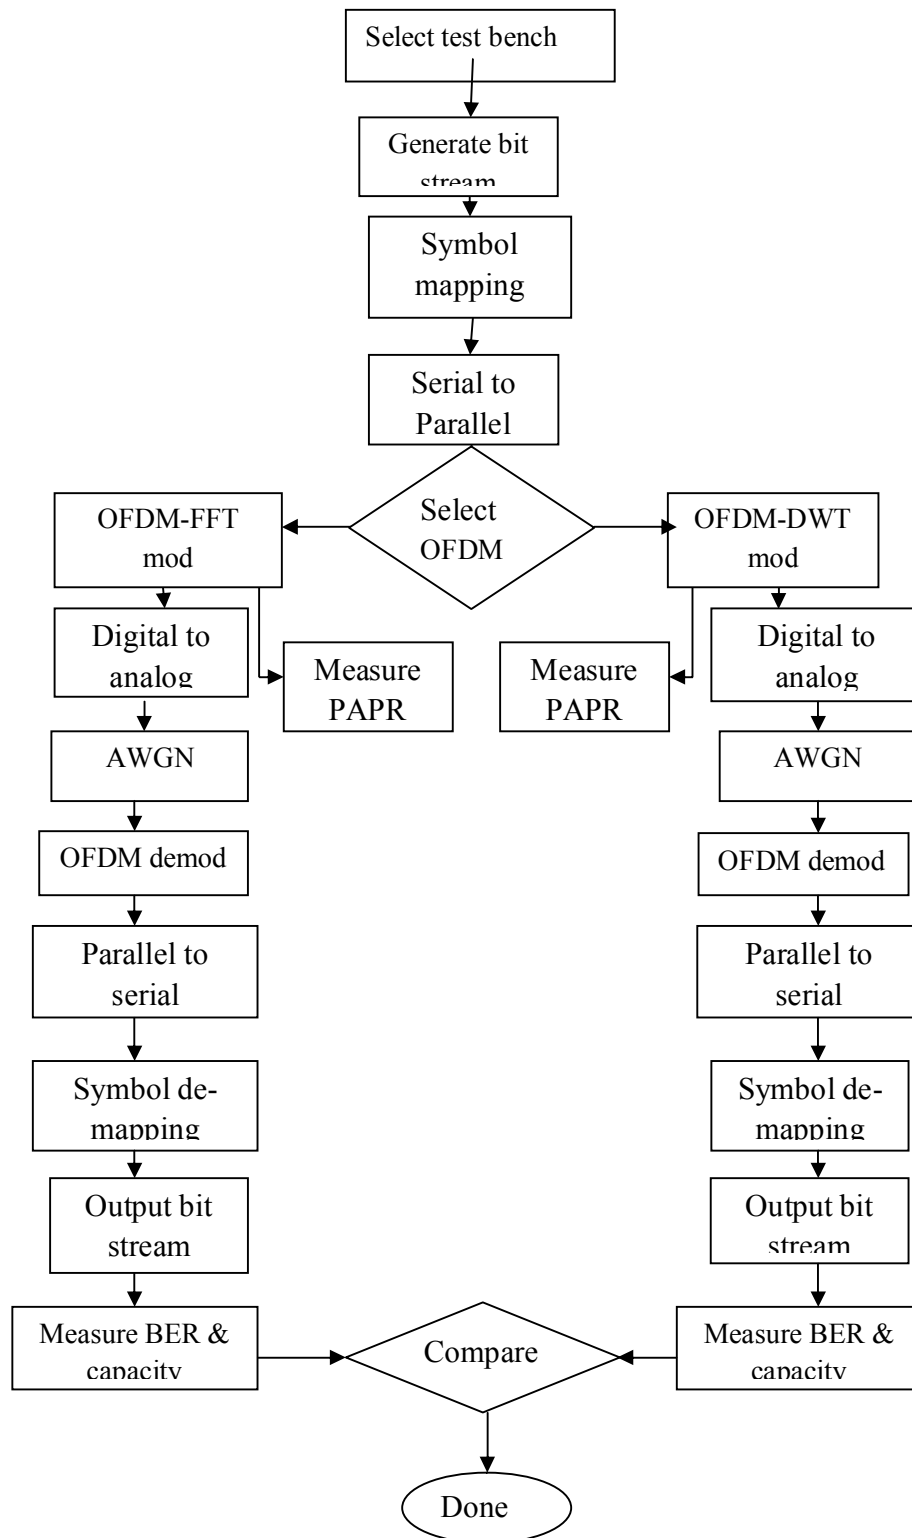 Select test bench
Generate bit
stream
Symbol
mapping
Serial to
Parallel
Select
OFDM
OFDM-FFT
mod
OFDM-DWT
mod
Digital to
analog
Measure
PAPR
Measure
PAPR
Digital to
analog
AWGN
AWGN
OFDM demod
OFDM demod
Parallel to
serial
Parallel to
serial
Symbol de-
mapping
Symbol de-
mapping
Output bit
stream
Output bit
stream
Measure BER &
capacity
Compare
Measure BER &
capacity
Done